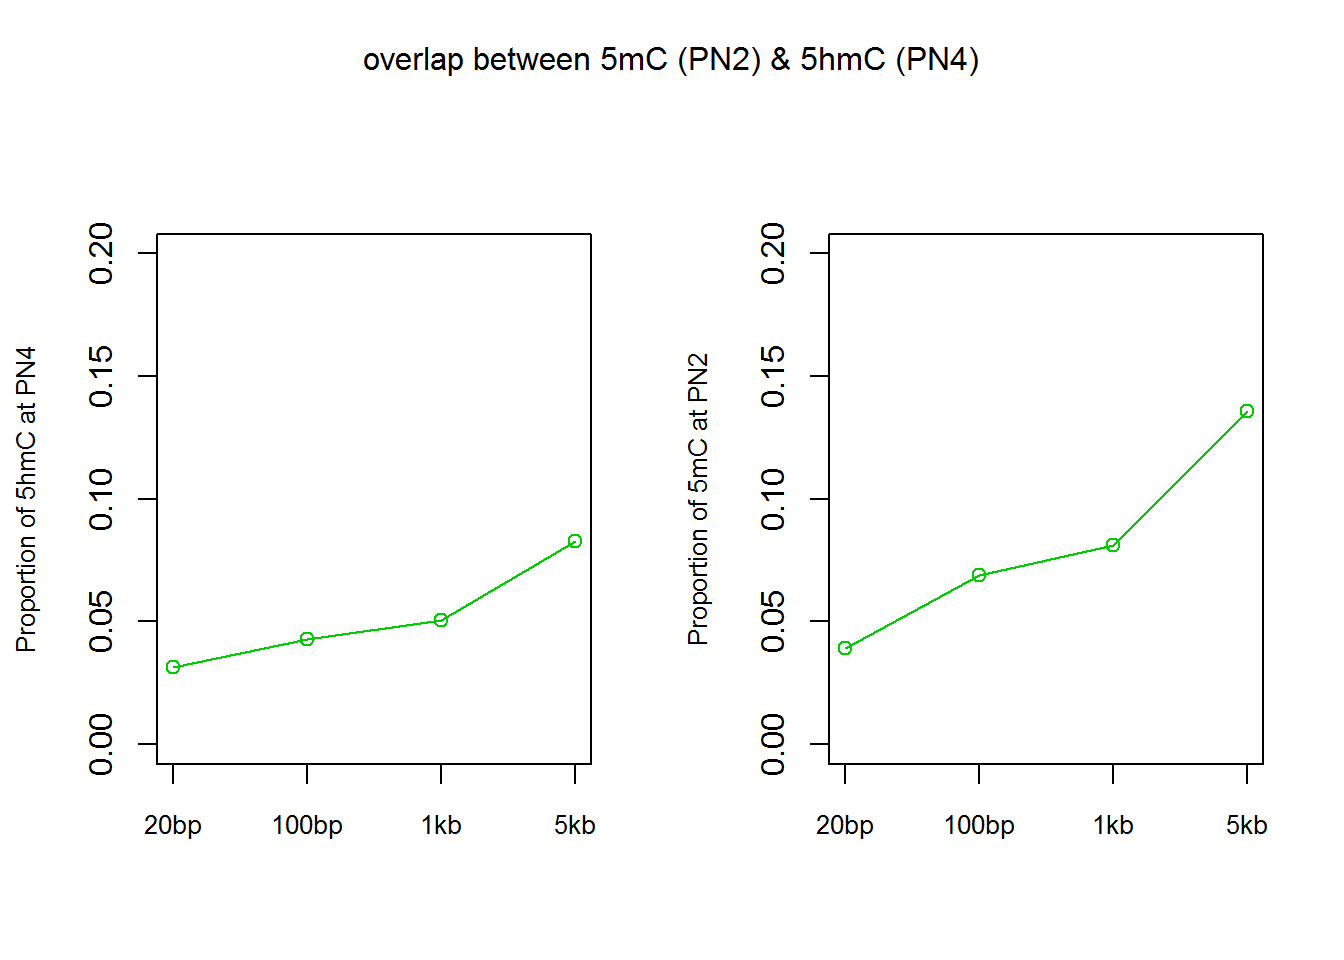 overlap between 5mC (PN2) & 5hmC (PN4)
Proportion of 5hmC at PN4
0.20
0.15
0.10
0.05
0.00
20bp 100bp 1kb 5kb
Proportion of 5mC at PN2
0.20
0.15
0.10
0.05
0.00
20bp 100bp 1kb 5kb